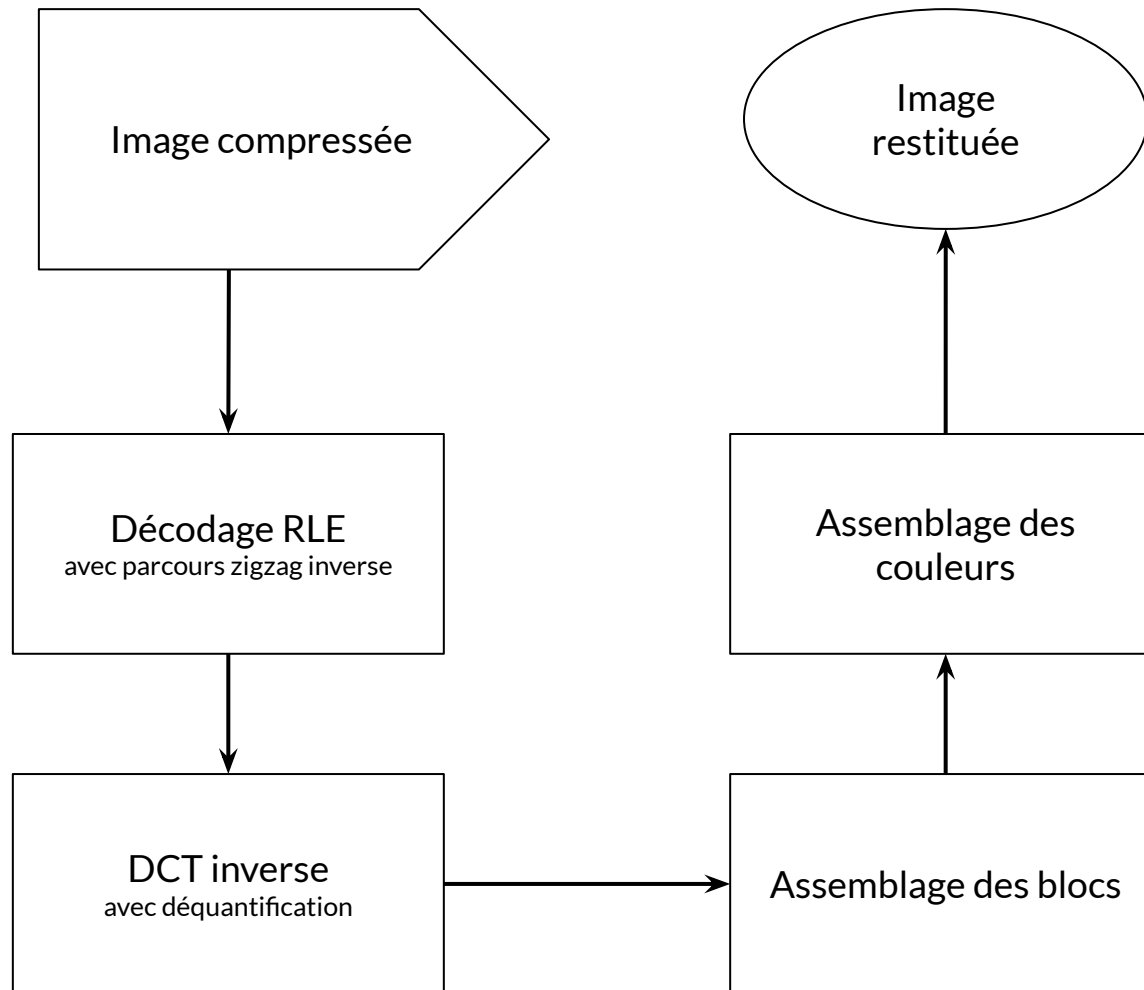 Image compressée
Décodage RLE
avec parcours zigzag inverse
DCT inverse
avec déquantification
Assemblage des blocs
Assemblage des
couleurs
Image
restituée